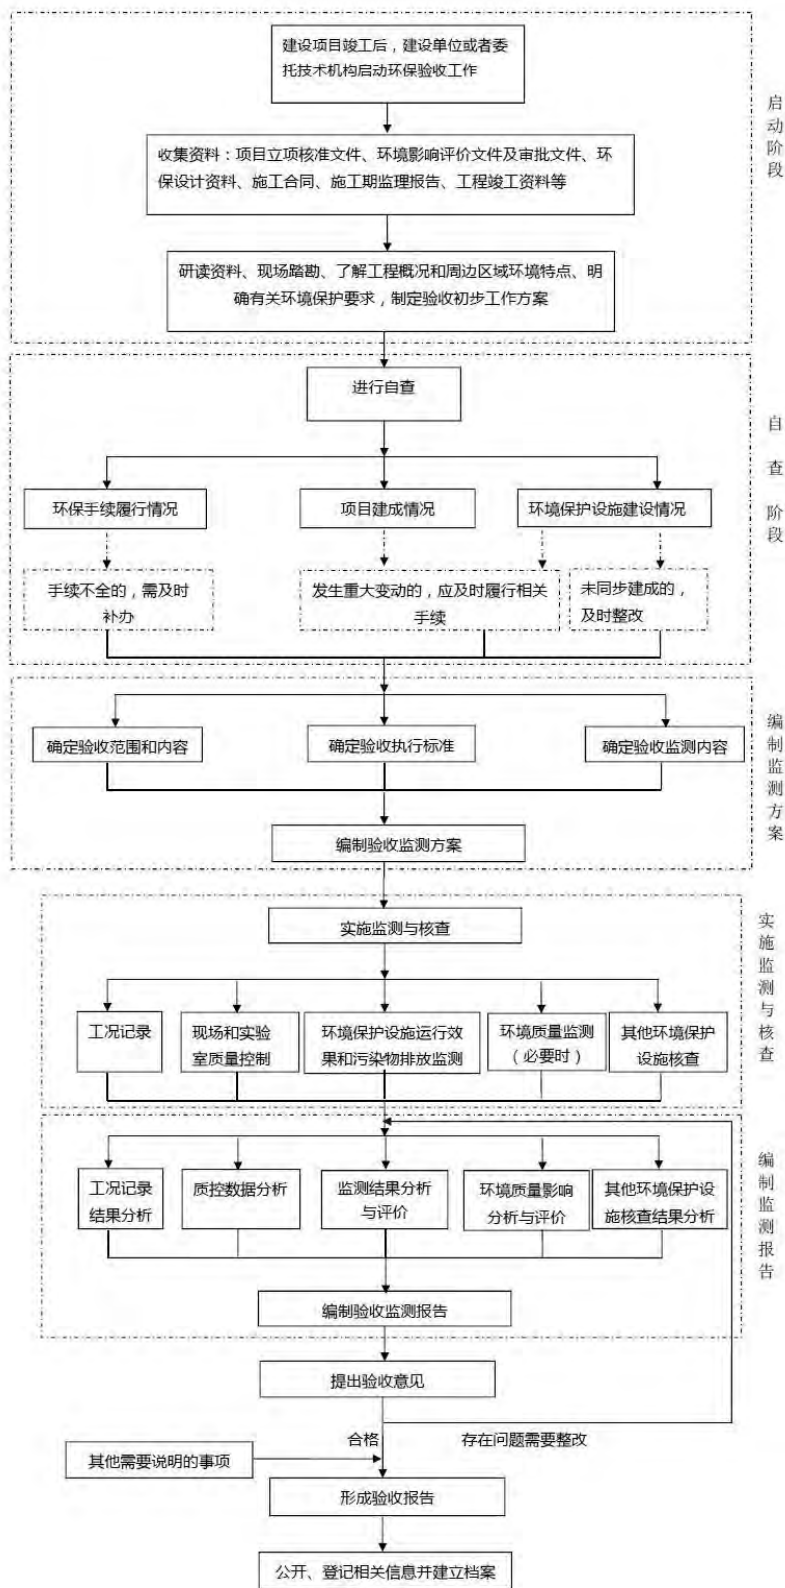 建设项目竣工后，建设单位或者委
托技术机构启动环保验收工作
启动阶段
收集资料：项目立项核准文件、环境影响评价文件及审批文件、环
保设计资料、施工合同、施工期监理报告、工程竣工资料等
研读资料、现场踏勘、了解工程概况和周边区域环境特点、明
确有关环境保护要求，制定验收初步工作方案
进行自查
自查阶段
环保手续履行情况
项目建成情况
环境保护设施建设情况
手续不全的，需及时
补办
发生重大变动的，应及时履行相关
手续
未同步建成的，
及时整改
编制监测方案
确定验收范围和内容
确定验收执行标准
确定验收监测内容
编制验收监测方案
实施监测与核查
实施监测与核查
工况记录
现场和实验
室质量控制
环境保护设施运行效
果和污染物排放监测
环境质量监测
（必要时）
其他环境保护
设施核查
编制监测报告
工况记录
结果分析
质控数据分析
监测结果分析
与评价
环境质量影响
分析与评价
其他环境保护设
施核查结果分析
编制验收监测报告
提出验收意见
合格
存在问题需要整改
其他需要说明的事项
形成验收报告
公开、登记相关信息并建立档案